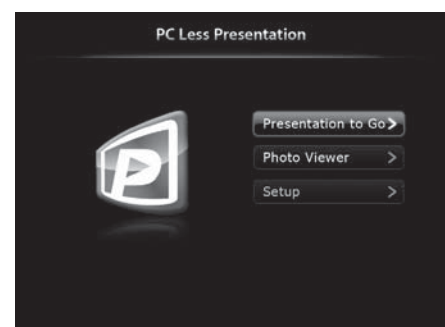 PC Less Presentation
Presentation to Go
Photo Viewer
Setup